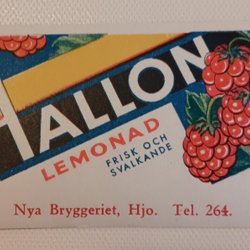 HALLON
LEMONAD
FRISK OCH
SVALKANDE
Nya Bryggeriet, Hjo. Tel. 264.